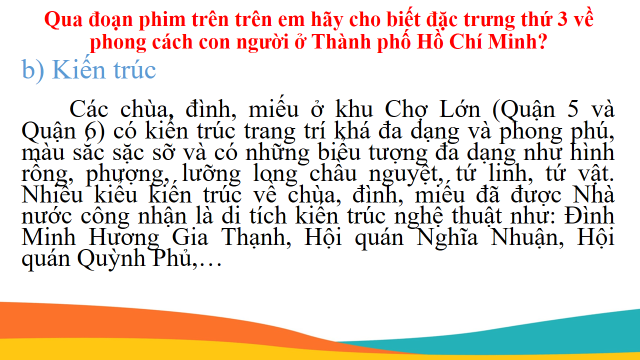 Qua đoạn phim trên trên em hãy cho biết đặc trưng thứ 3 về
phong cách con người ở Thành phố Hồ Chí Minh?
b) Kiến trúc
Các chùa, đình, miếu ở khu Chợ Lớn (Quận 5 và
Quận 6) có kiến trúc trang trí khá đa dạng và phong phú,
màu sắc sặc sỡ và có những biểu tượng đa dạng như hình
rồng, phượng, lưỡng long chầu nguyệt, tứ linh, tứ vật.
Nhiều kiểu kiến trúc về chùa, đình, miếu đã được Nhà
nước công nhận là di tích kiến trúc nghệ thuật như: Đình
Minh Hương Gia Thạnh, Hội quán Nghĩa Nhuận, Hội
quán Quỳnh Phủ,…